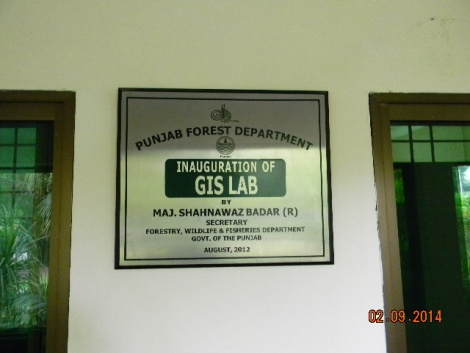 PUNJAB FOREST DEPARTMENT
INAUGURATION OF
GIS LAB
BY
MAJ. SHAHNAWAZ BADAR (R)
SECRETARY
FORESTRY, WILDLIFE & FISHERIES DEPARTMENT
GOVT. OF THE PUNJAB
AUGUST, 2012
02-09-2014